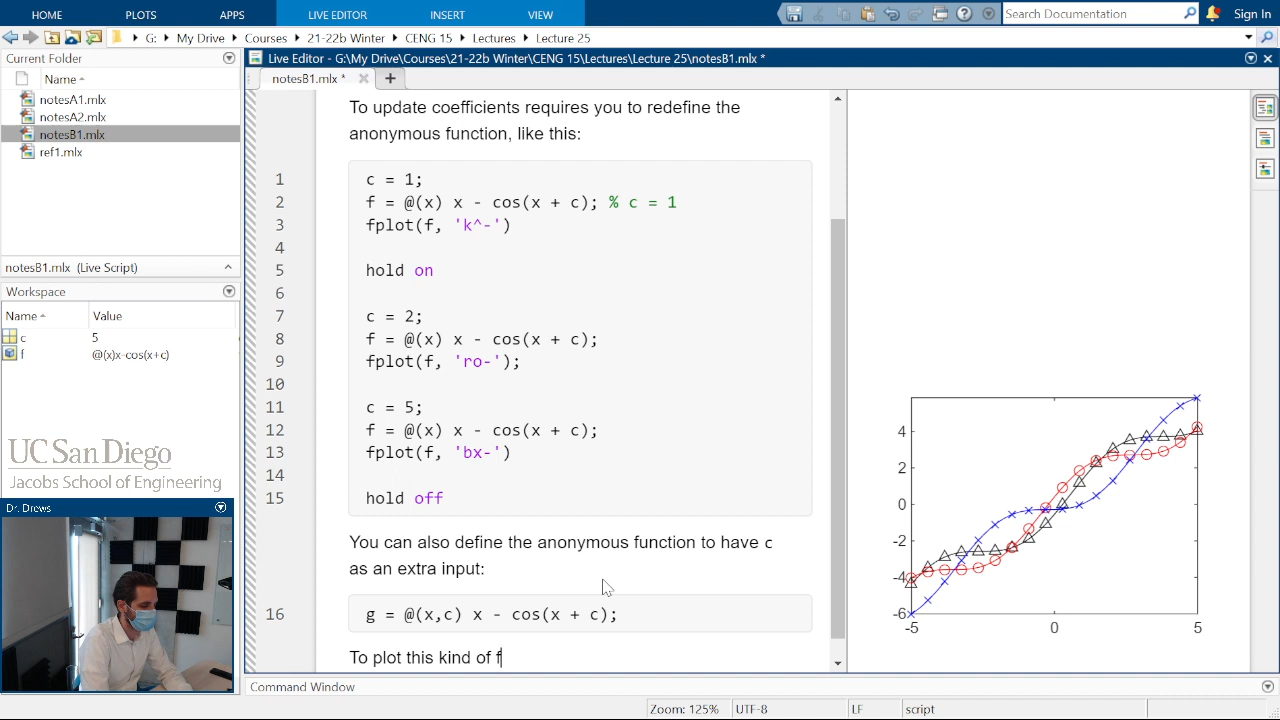 HOME PLOTS APPS LIVE EDITOR INSERT VIEW Search Documentation Sign In
G: My Drive Courses 21-22b Winter CENG 15 Lectures Lecture 25
Current Folder
Name
notesA1.mlx
notesA2.mlx
notesB1.mlx
ref1.mlx
notesB1.mlx (Live Script)
Workspace
Name Value
c 5
f @(x)x-cos(x+c)
UC San Diego
Jacobs School of Engineering
Dr. Drews
Live Editor - G:\My Drive\Courses\21-22b Winter\CENG 15\Lectures\Lecture 25\notesB1.mlx *
notesB1.mlx *
To update coefficients requires you to redefine the
anonymous function, like this:
1 c = 1;
2 f = @(x) x - cos(x + c); % c = 1
3 fplot(f, 'k^-')
4
5 hold on
6
7 c = 2;
8 f = @(x) x - cos(x + c);
9 fplot(f, 'ro-');
10
11 c = 5;
12 f = @(x) x - cos(x + c);
13 fplot(f, 'bx-')
14
15 hold off
You can also define the anonymous function to have c
as an extra input:
16 g = @(x,c) x - cos(x + c);
To plot this kind of f
4
2
0
-2
-4
-6
-5 0 5
Command Window
Zoom: 125% UTF-8 LF script